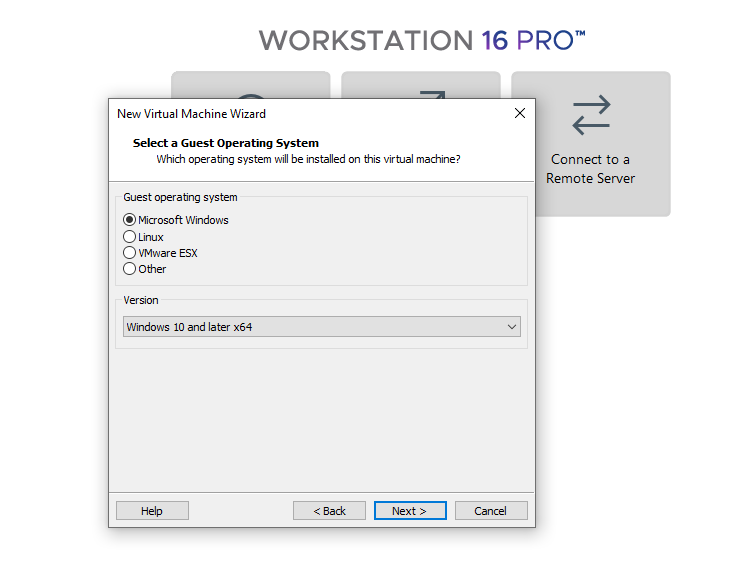 WORKSTATION 16 PRO™
New Virtual Machine Wizard
Select a Guest Operating System
Which operating system will be installed on this virtual machine?
Connect to a
Remote Server
Guest operating system
Microsoft Windows
Linux
VMware ESX
Other
Version
Windows 10 and later x64
Help
< Back
Next >
Cancel